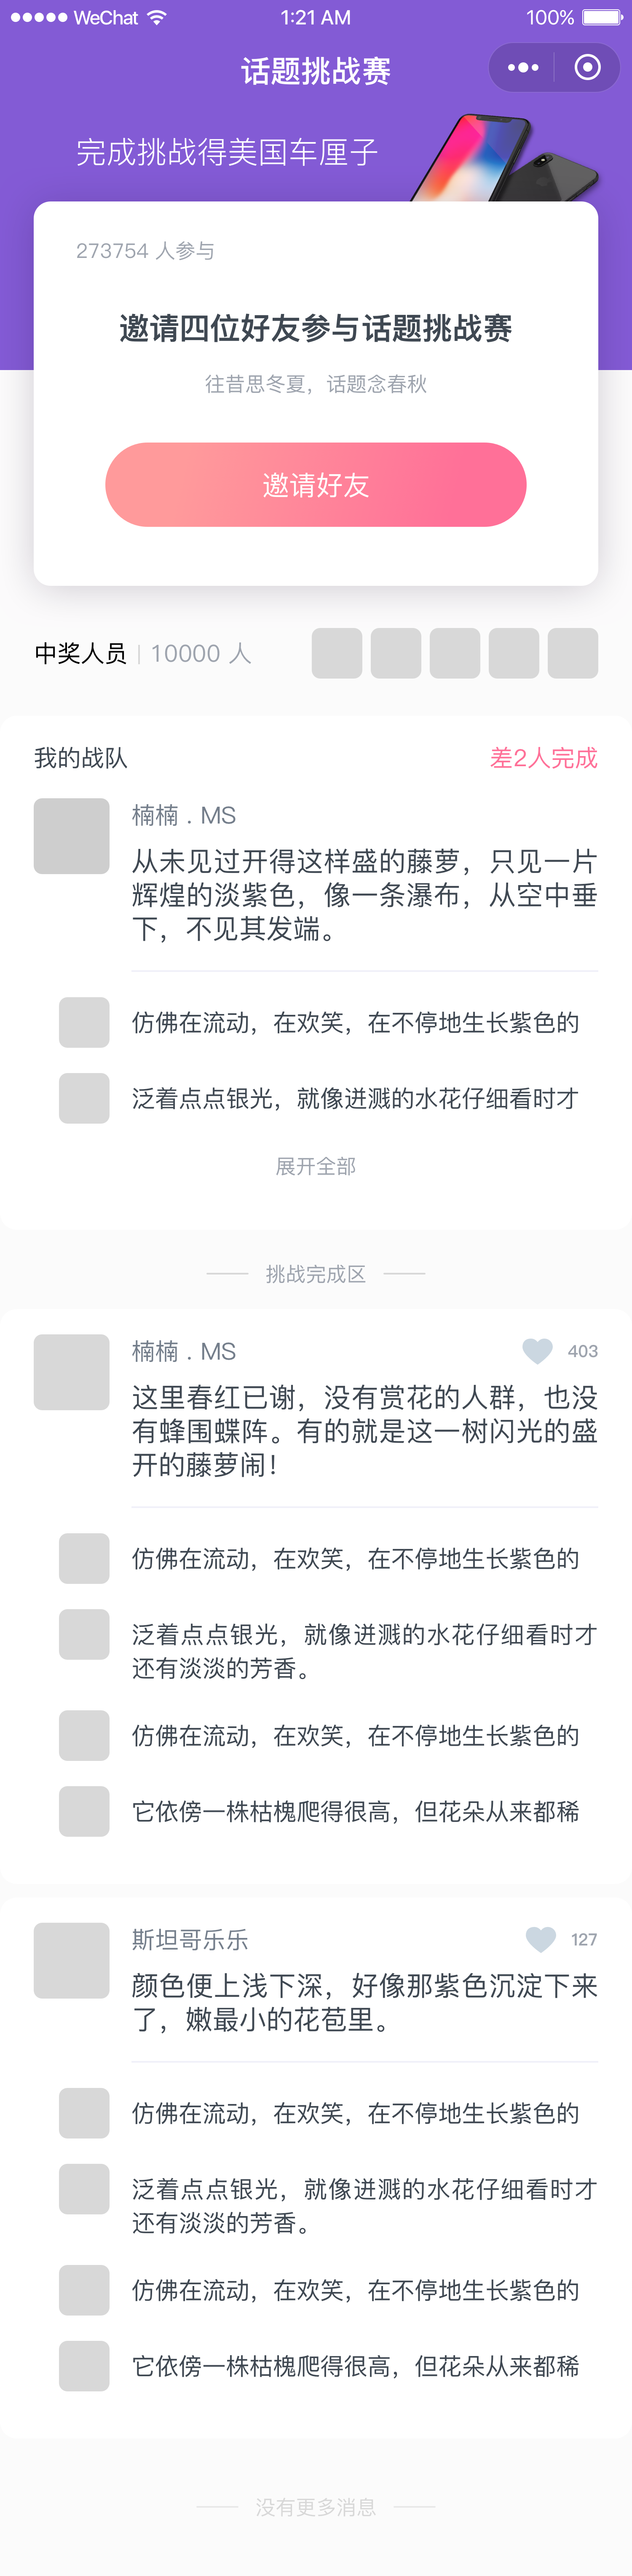 WeChat 1:21 AM 100%
话题挑战赛
完成挑战得美国车厘子
273754 人参与
邀请四位好友参与话题挑战赛
往昔思冬夏，话题念春秋
邀请好友
中奖人员 | 10000 人
我的战队 差2人完成
楠楠 . MS
从未见过开得这样盛的藤萝，只见一片
辉煌的淡紫色，像一条瀑布，从空中垂
下，不见其发端。
仿佛在流动，在欢笑，在不停地生长紫色的
泛着点点银光，就像迸溅的水花仔细看时才
展开全部
挑战完成区
楠楠 . MS 403
这里春红已谢，没有赏花的人群，也没
有蜂围蝶阵。有的就是这一树闪光的盛
开的藤萝闹！
仿佛在流动，在欢笑，在不停地生长紫色的
泛着点点银光，就像迸溅的水花仔细看时才
还有淡淡的芳香。
仿佛在流动，在欢笑，在不停地生长紫色的
它依傍一株枯槐爬得很高，但花朵从来都稀
斯坦哥乐乐 127
颜色便上浅下深，好像那紫色沉淀下来
了，嫩最小的花苞里。
仿佛在流动，在欢笑，在不停地生长紫色的
泛着点点银光，就像迸溅的水花仔细看时才
还有淡淡的芳香。
仿佛在流动，在欢笑，在不停地生长紫色的
它依傍一株枯槐爬得很高，但花朵从来都稀
没有更多消息